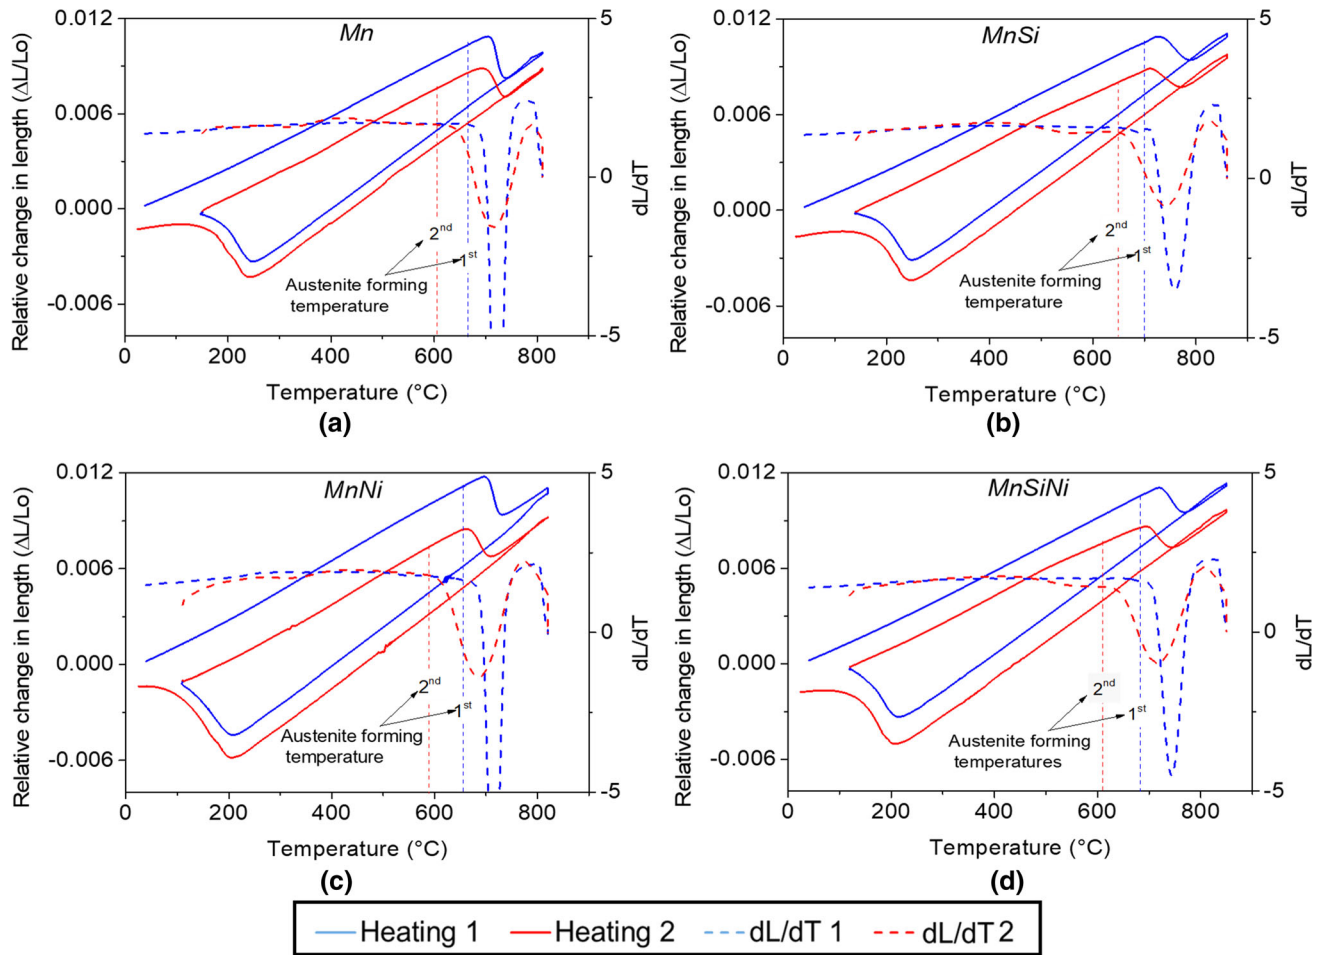 Mn
Relative change in length (ΔL/Lo)
0.012
0.006
0.000
-0.006
5
0
-5
dL/dT
2nd
1st
Austenite forming
temperature
0 200 400 600 800
Temperature (°C)
(a)
MnSi
Relative change in length (ΔL/Lo)
0.012
0.006
0.000
-0.006
5
0
-5
dL/dT
2nd
1st
Austenite forming
temperature
0 200 400 600 800
Temperature (°C)
(b)
MnNi
Relative change in length (ΔL/Lo)
0.012
0.006
0.000
-0.006
5
0
-5
dL/dT
2nd
1st
Austenite forming
temperature
0 200 400 600 800
Temperature (°C)
(c)
MnSiNi
Relative change in length (ΔL/Lo)
0.012
0.006
0.000
-0.006
5
0
-5
dL/dT
2nd
1st
Austenite forming
temperatures
0 200 400 600 800
Temperature (°C)
(d)
Heating 1 Heating 2 dL/dT 1 dL/dT 2